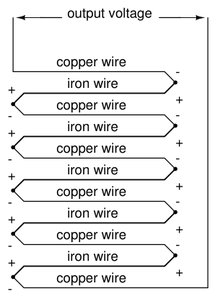 output voltage
copper wire
-
iron wire
+
+
copper wire
-
-
iron wire
+
+
copper wire
-
-
iron wire
+
+
copper wire
-
-
iron wire
+
+
copper wire
-
-
iron wire
+
+
copper wire
-